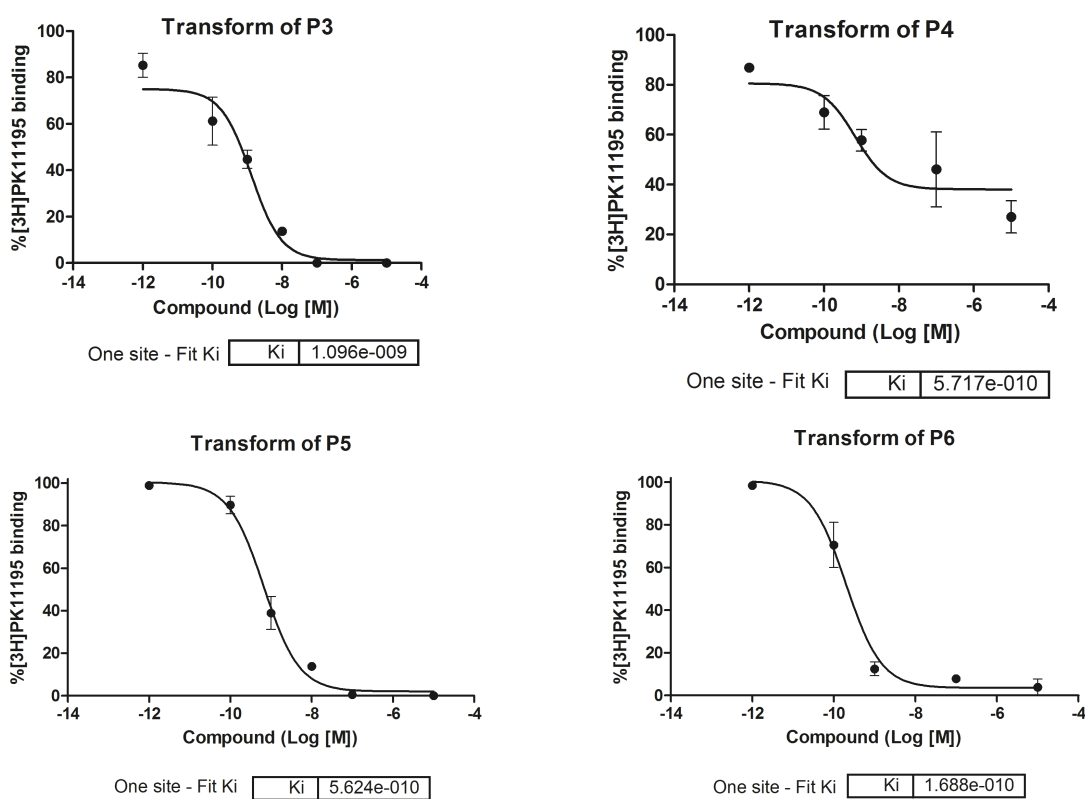 Transform of P3
%[3H]PK11195 binding
100
80
60
40
20
0
-14 -12 -10 -8 -6 -4
Compound (Log [M])
One site - Fit Ki Ki 1.096e-009
Transform of P4
%[3H]PK11195 binding
100
80
60
40
20
0
-14 -12 -10 -8 -6 -4
Compound (Log [M])
One site - Fit Ki Ki 5.717e-010
Transform of P5
%[3H]PK11195 binding
100
80
60
40
20
0
-14 -12 -10 -8 -6 -4
Compound (Log [M])
One site - Fit Ki Ki 5.624e-010
Transform of P6
%[3H]PK11195 binding
100
80
60
40
20
0
-14 -12 -10 -8 -6 -4
Compound (Log [M])
One site - Fit Ki Ki 1.688e-010